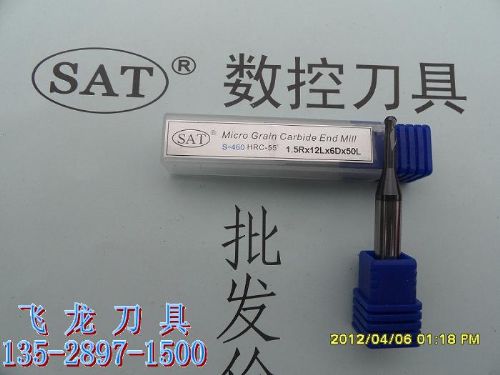 SAT ® 数控刀具
SAT Micro Grain Carbide End Mill
S-460 HRC-55 1.5Rx12Lx6Dx50L
批
发
价
飞龙刀具
135-2897-1500
2012/04/06 01:18 PM